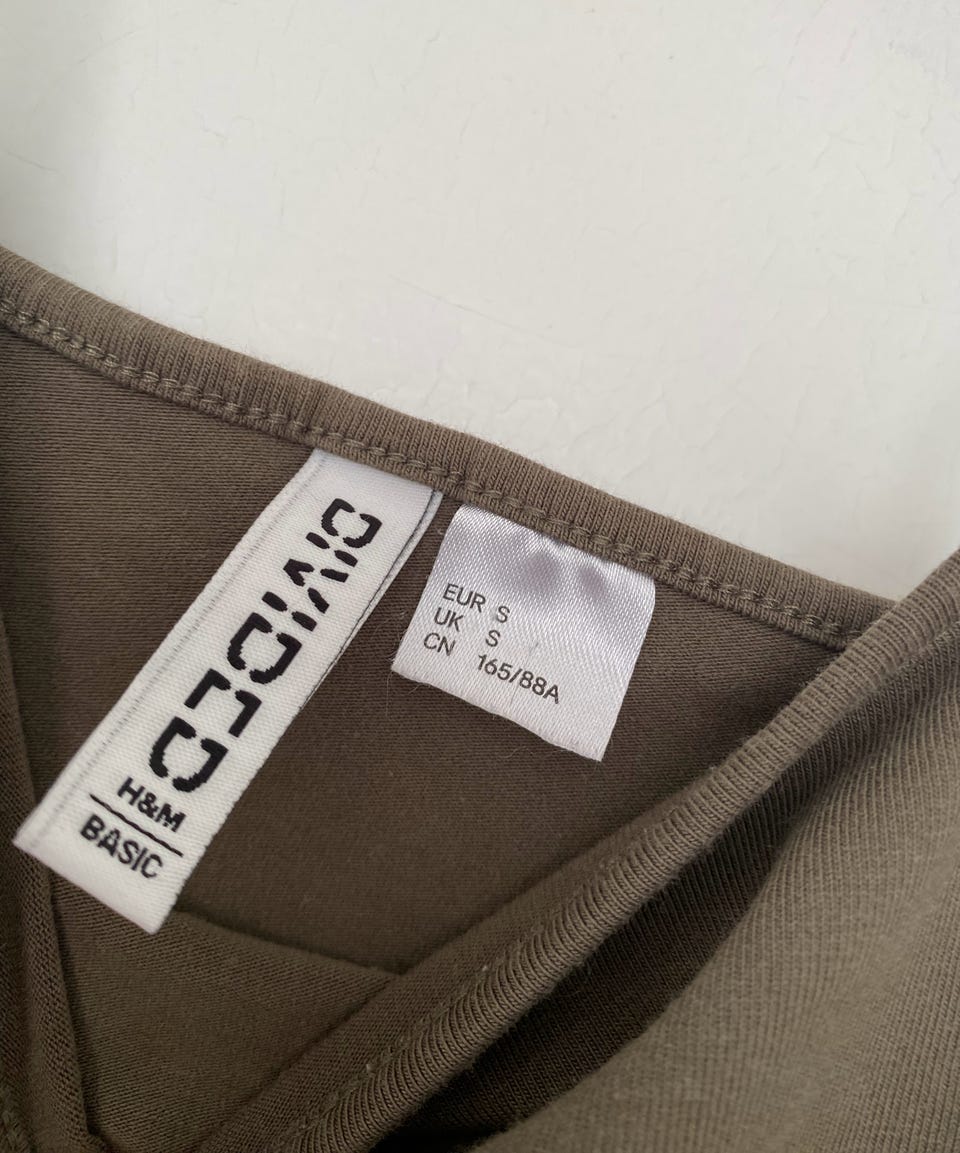 DIVIDED
H&M
BASIC
EUR S
UK S
CN 165/88A